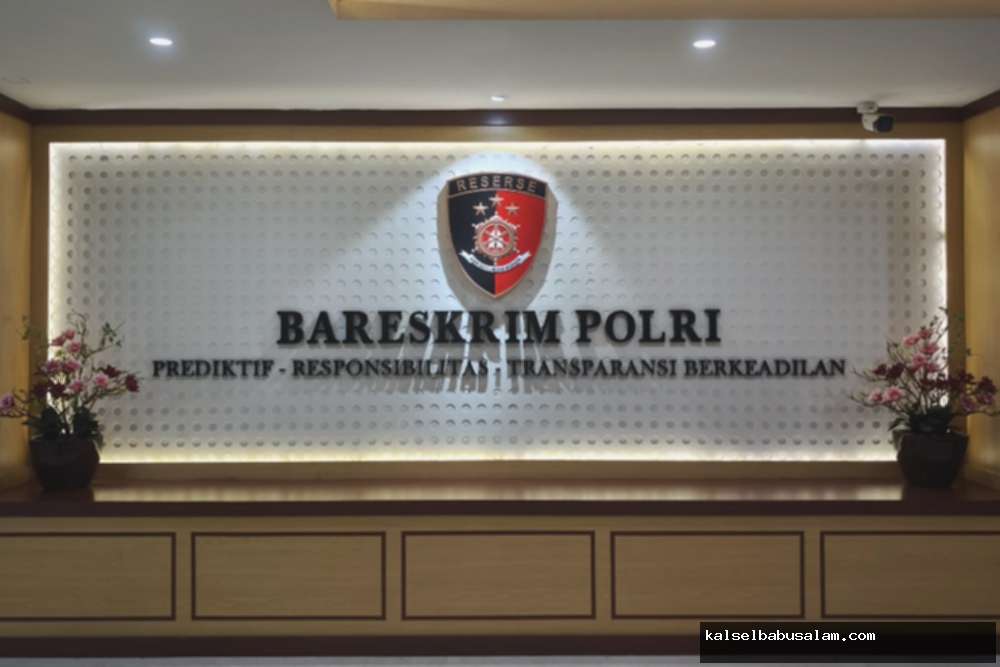 RESERSE
BARESKRIM POLRI
PREDIKTIF - RESPONSIBILITAS - TRANSPARANSI BERKEADILAN
kalselbabusalam.com